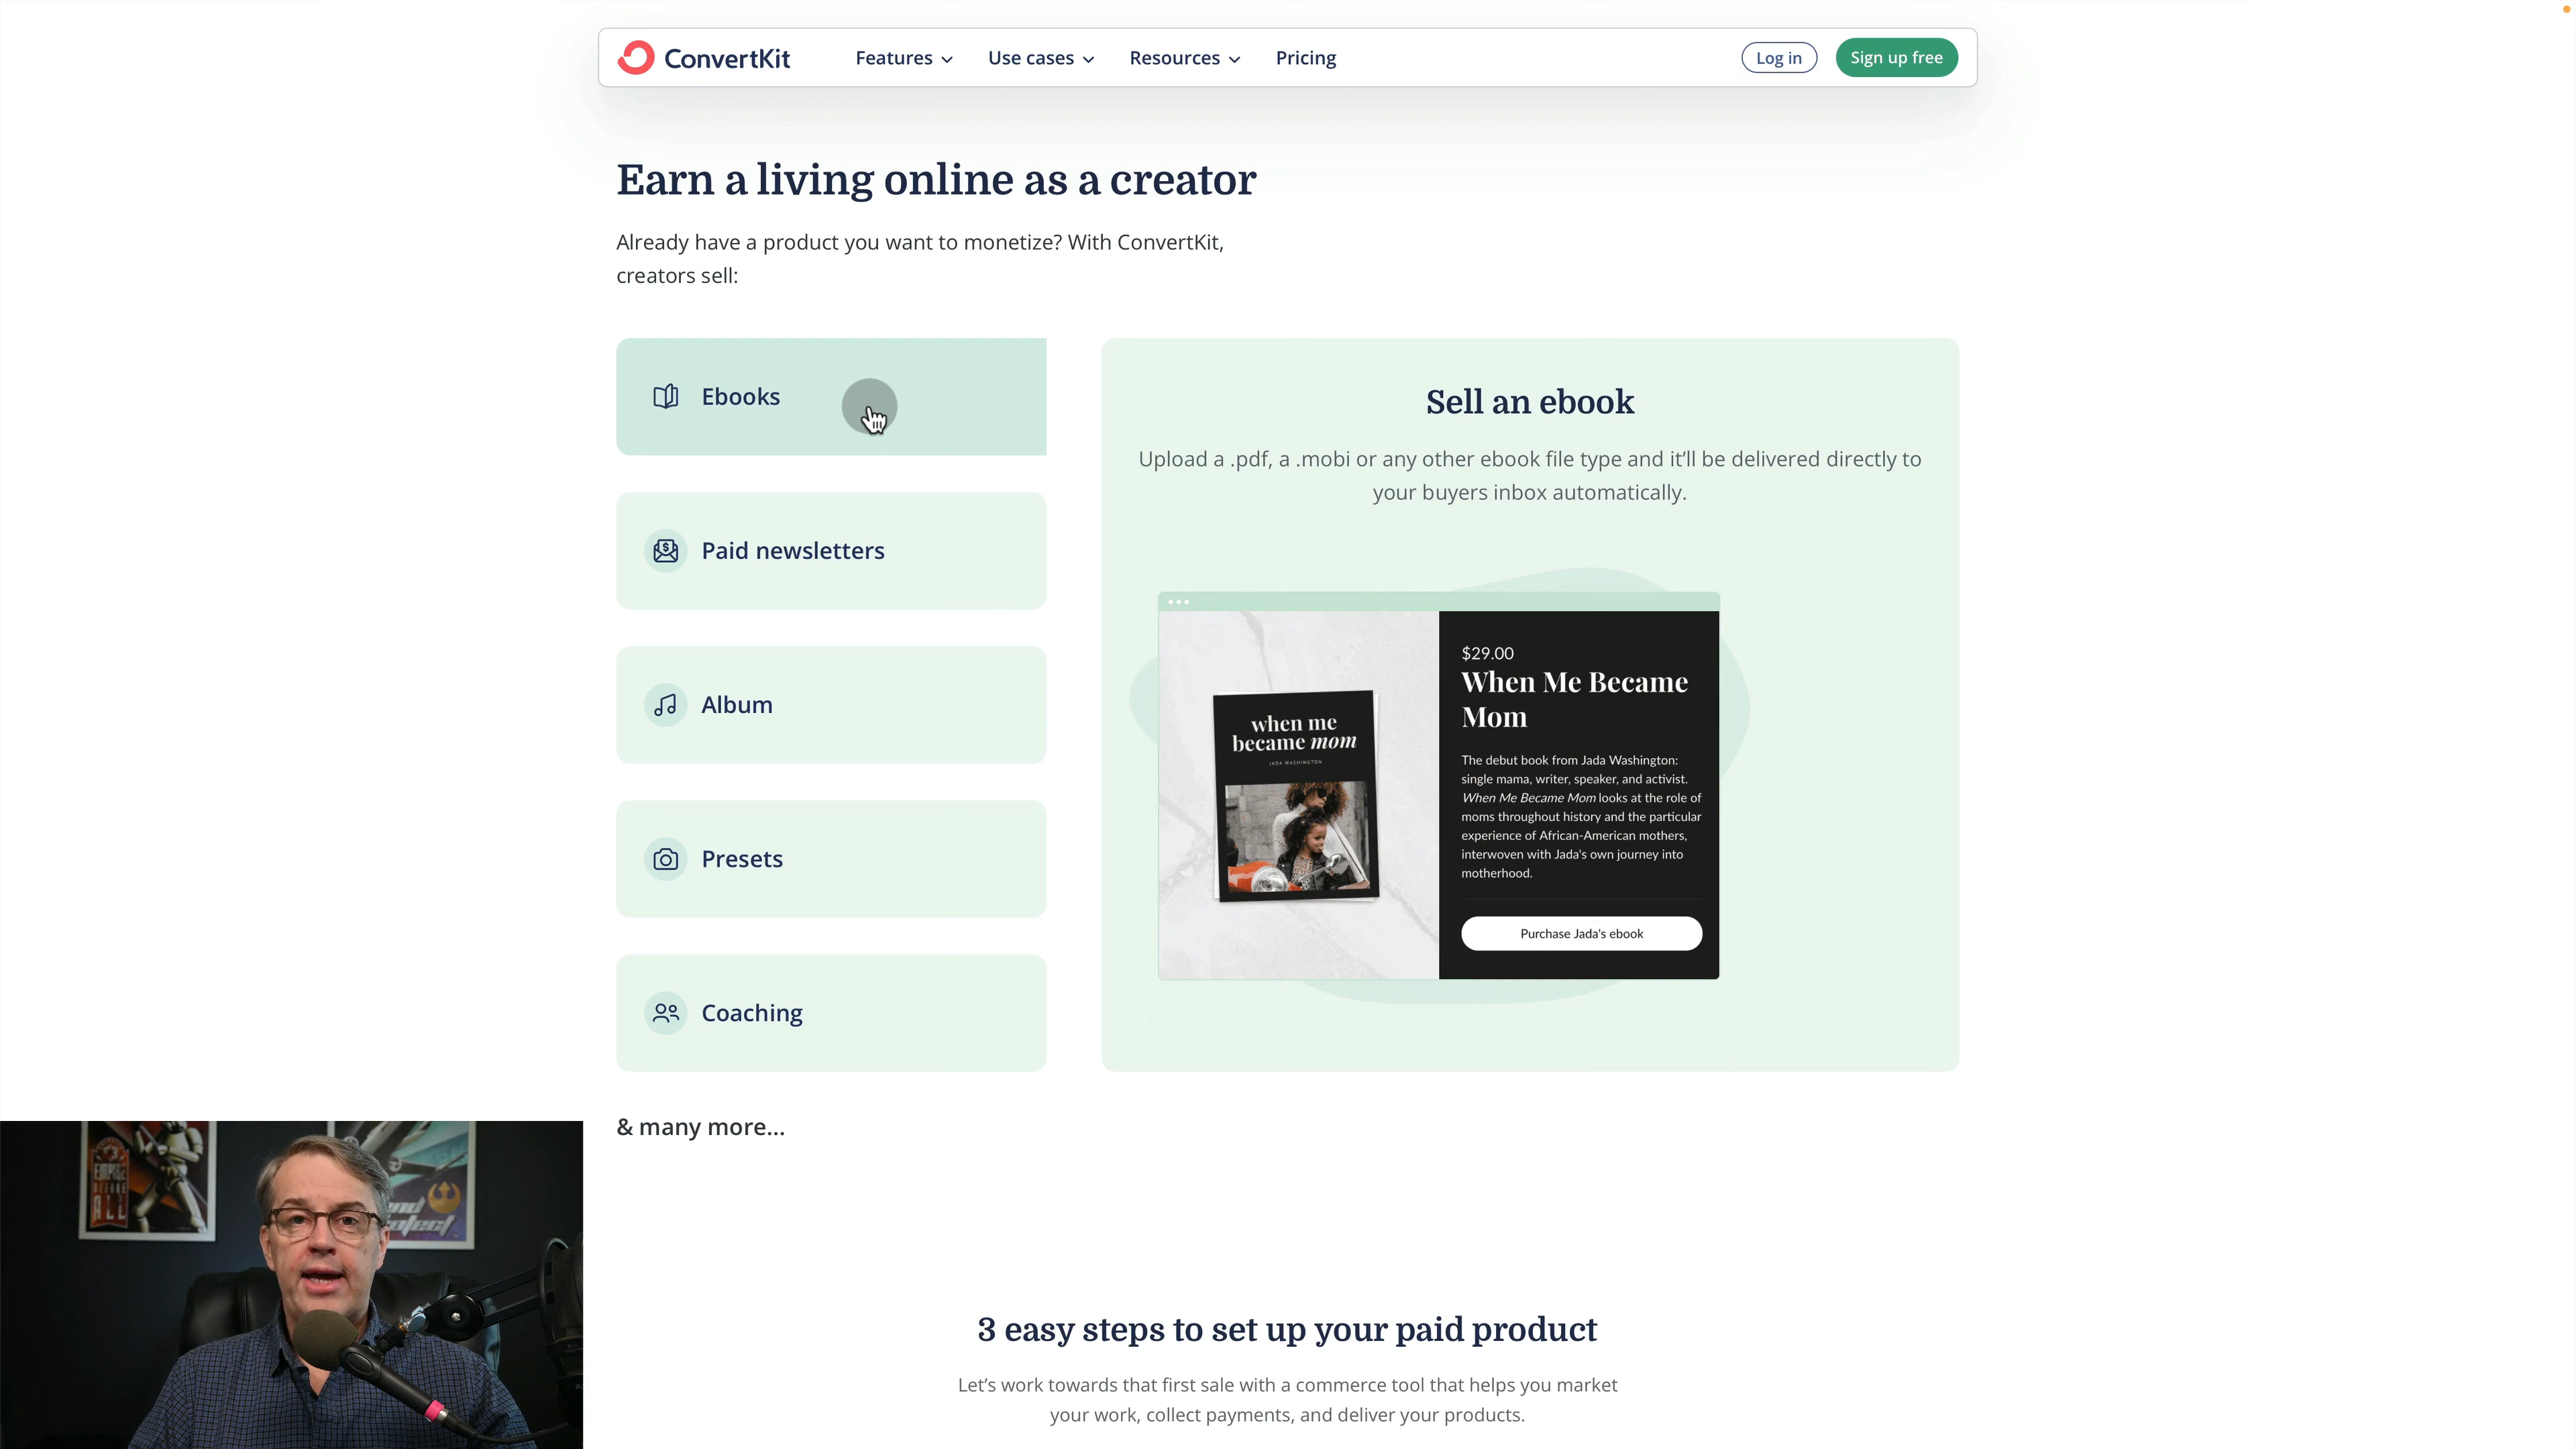 ConvertKit
Features
Use cases
Resources
Pricing
Log in
Sign up free
Earn a living online as a creator
Already have a product you want to monetize? With ConvertKit,
creators sell:
Ebooks
Paid newsletters
Album
Presets
Coaching
& many more...
Sell an ebook
Upload a .pdf, a .mobi or any other ebook file type and it’ll be delivered directly to
your buyers inbox automatically.
when me
became mom
JADA WASHINGTON
$29.00
When Me Became
Mom
The debut book from Jada Washington:
single mama, writer, speaker, and activist.
When Me Became Mom looks at the role of
moms throughout history and the particular
experience of African-American mothers,
interwoven with Jada's own journey into
motherhood.
Purchase Jada's ebook
3 easy steps to set up your paid product
Let’s work towards that first sale with a commerce tool that helps you market
your work, collect payments, and deliver your products.
EMPIRE
ALL